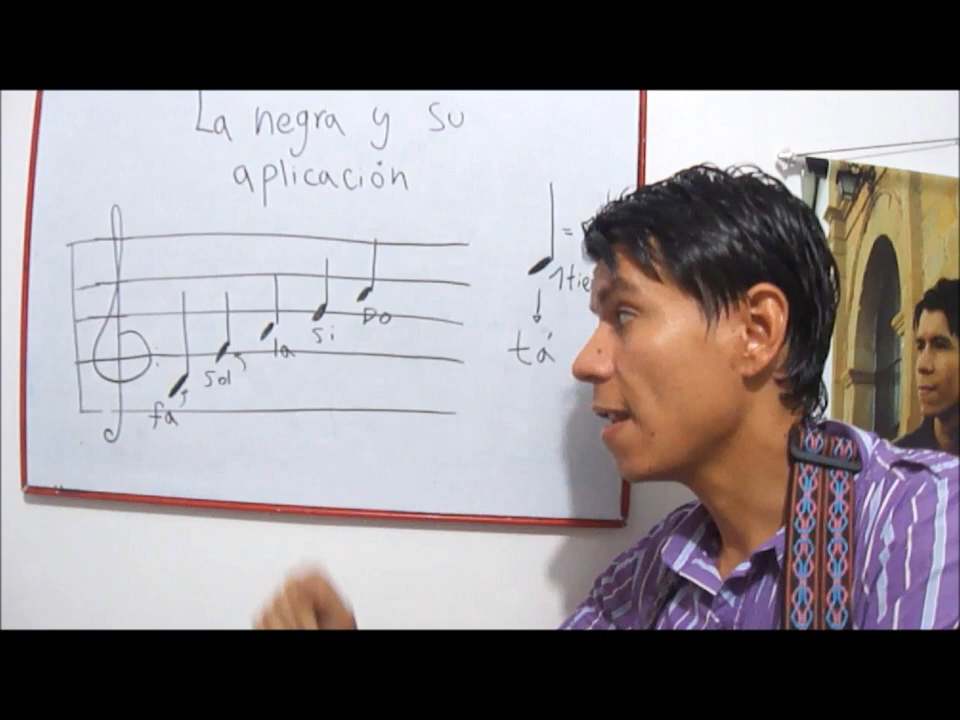 La negra y su
aplicación
fa
Sol
la
Si
Do
=
tá